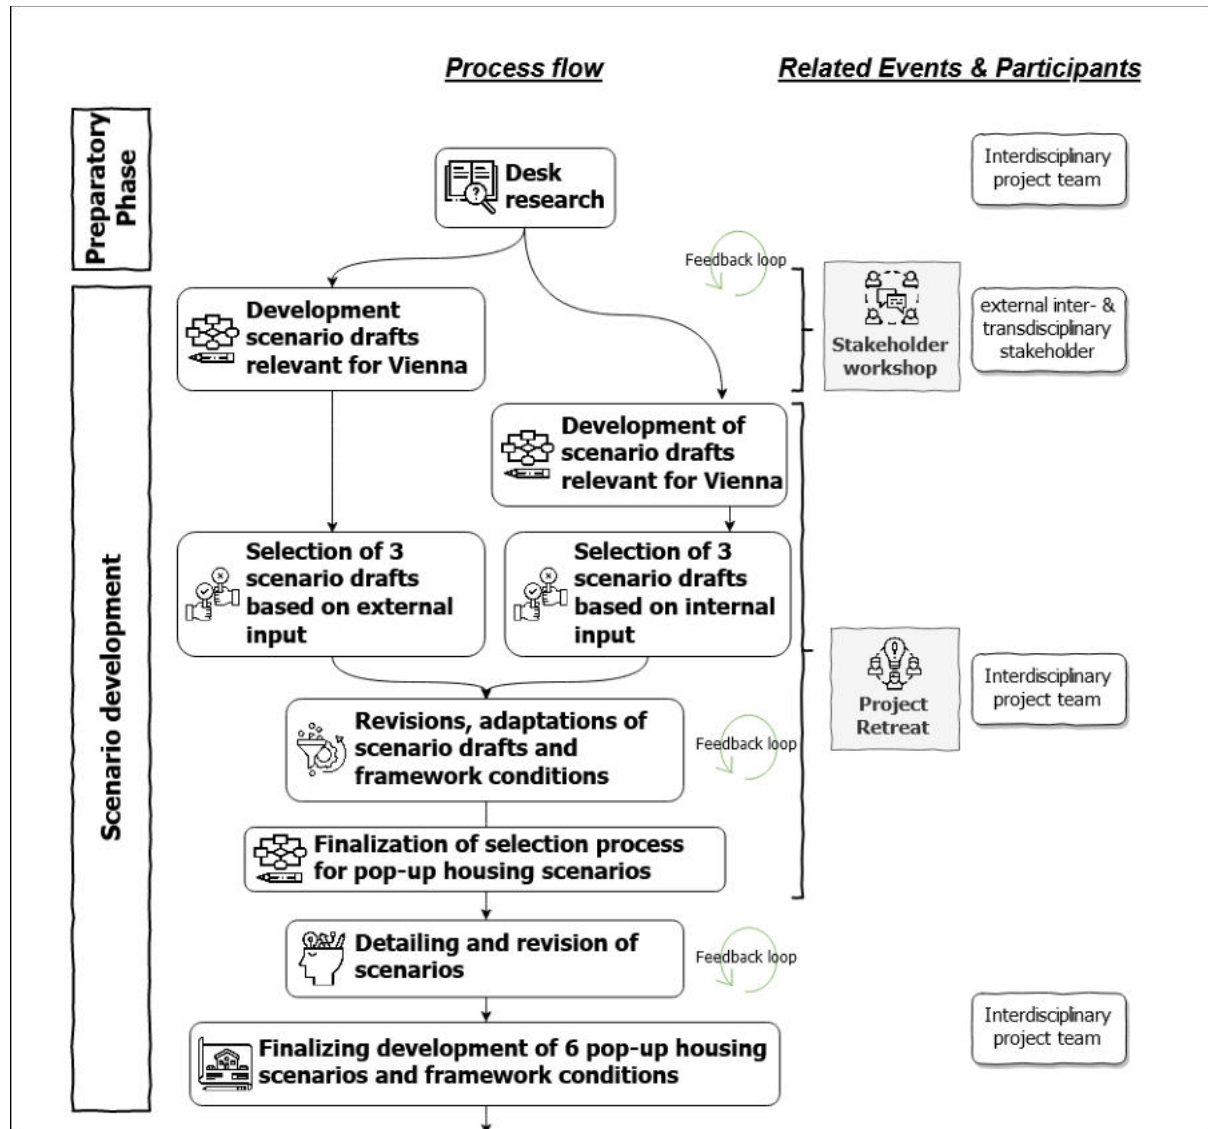 Process flow
Related Events & Participants
Preparatory
Phase
Desk
research
Interdisciplinary
project team
Feedback loop
Scenario development
Development
scenario drafts
relevant for Vienna
Stakeholder
workshop
external inter- &
transdisciplinary
stakeholder
Development of
scenario drafts
relevant for Vienna
Selection of 3
scenario drafts
based on external
input
Selection of 3
scenario drafts
based on internal
input
Project
Retreat
Interdisciplinary
project team
Revisions, adaptations of
scenario drafts and
framework conditions
Feedback loop
Finalization of selection process
for pop-up housing scenarios
Detailing and revision of
scenarios
Feedback loop
Finalizing development of 6 pop-up housing
scenarios and framework conditions
Interdisciplinary
project team